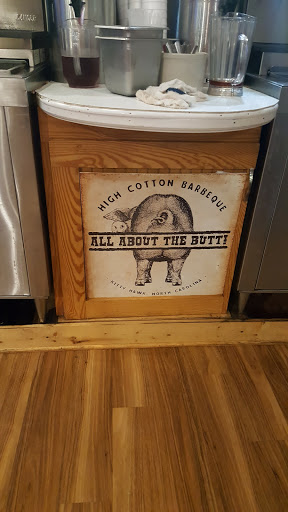 HIGH COTTON BARBEQUE
ALL ABOUT THE BUTT!
KITTY HAWK, NORTH CAROLINA